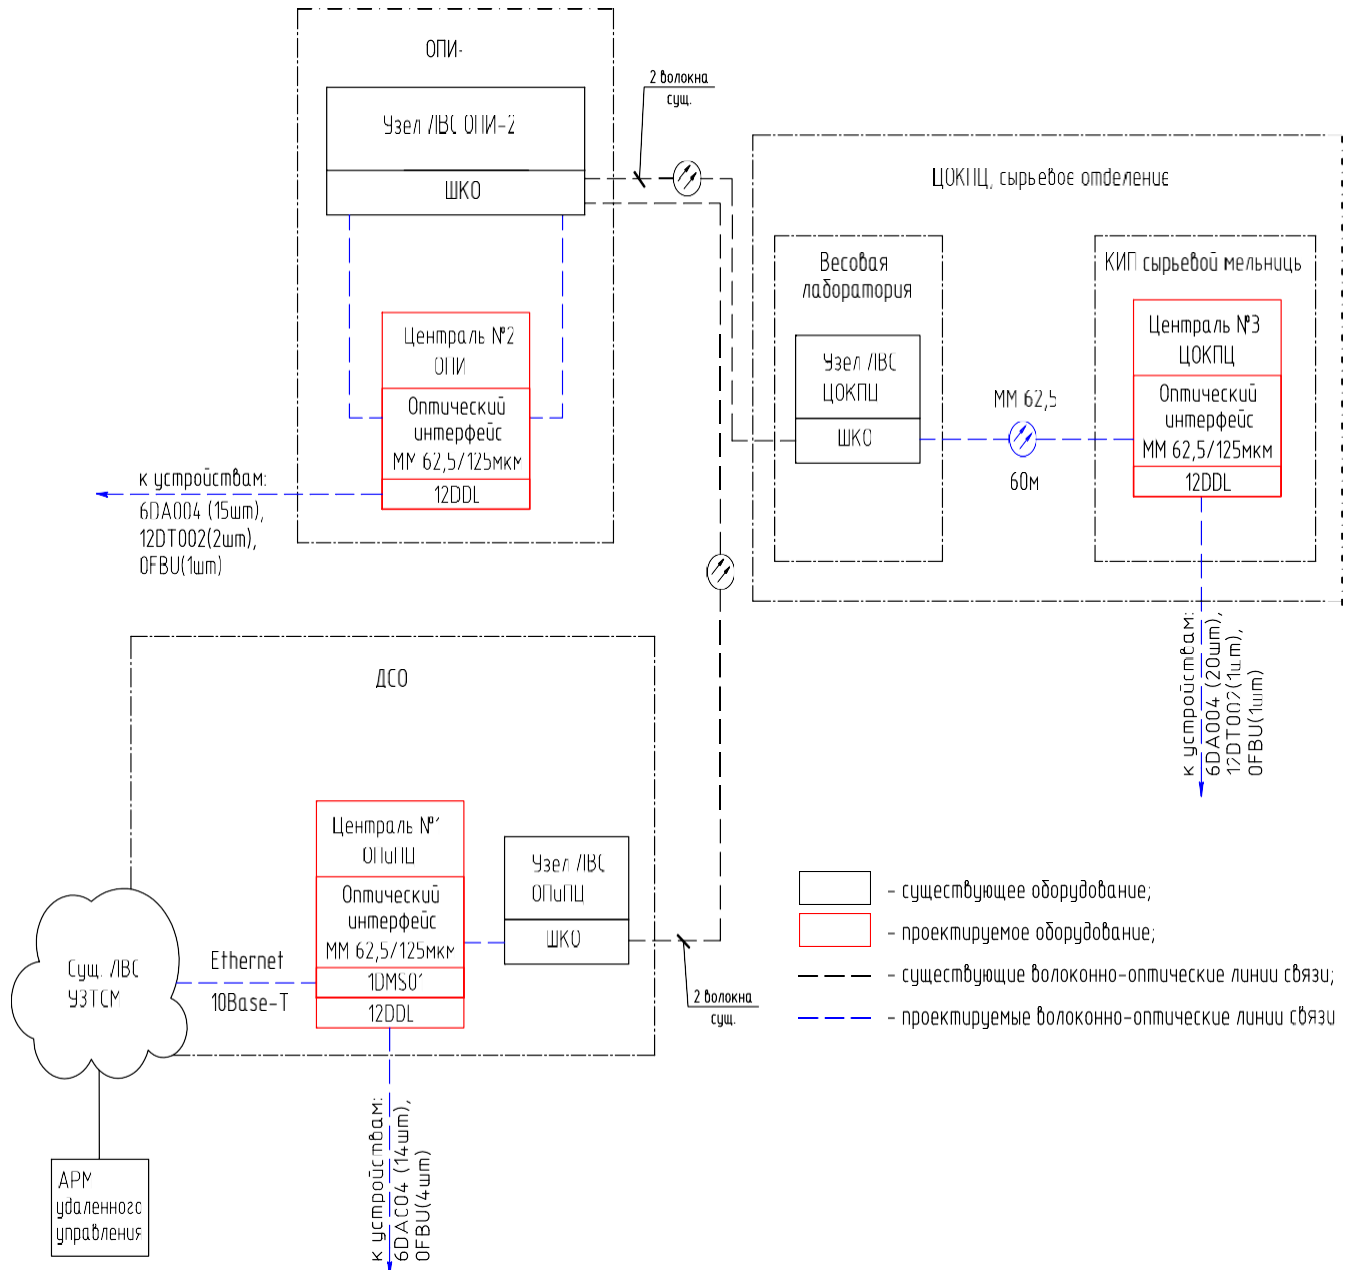 ОПИ-
Узел ЛВС ОПИ-2
ШКО
2 волокна
сущ.
ЦОКПЦ, сырьевое отделение
Весовая
лаборатория
КИП сырьевой мельниць
Узел ЛВС
ЦОКПЦ
ШКО
ММ 62,5
60м
Централь №3
ЦОКПЦ
Оптический
интерфейс
ММ 62,5/125мкм
12DDL
Централь №2
ОПИ
Оптический
интерфейс
ММ 62,5/125мкм
12DDL
к устройствам:
6DA004 (15шт),
12DT002(2шт),
0FBU(1шт)
к устройствам:
6DA004 (20шт),
12DT002(1шт),
0FBU(1шт)
ДСО
Централь №1
ОПиПЦ
Оптический
интерфейс
ММ 62,5/125мкм
1DMS01
12DDL
Узел ЛВС
ОПиПЦ
ШКО
2 волокна
сущ.
Сущ. ЛВС
УЗТСМ
Ethernet
10Base-T
АРМ
удаленного
управления
к устройствам:
6DAC04 (14шт),
0FBU(4шт)
- существующее оборудование;
- проектируемое оборудование;
- существующие волоконно-оптические линии связи;
- проектируемые волоконно-оптические линии связи